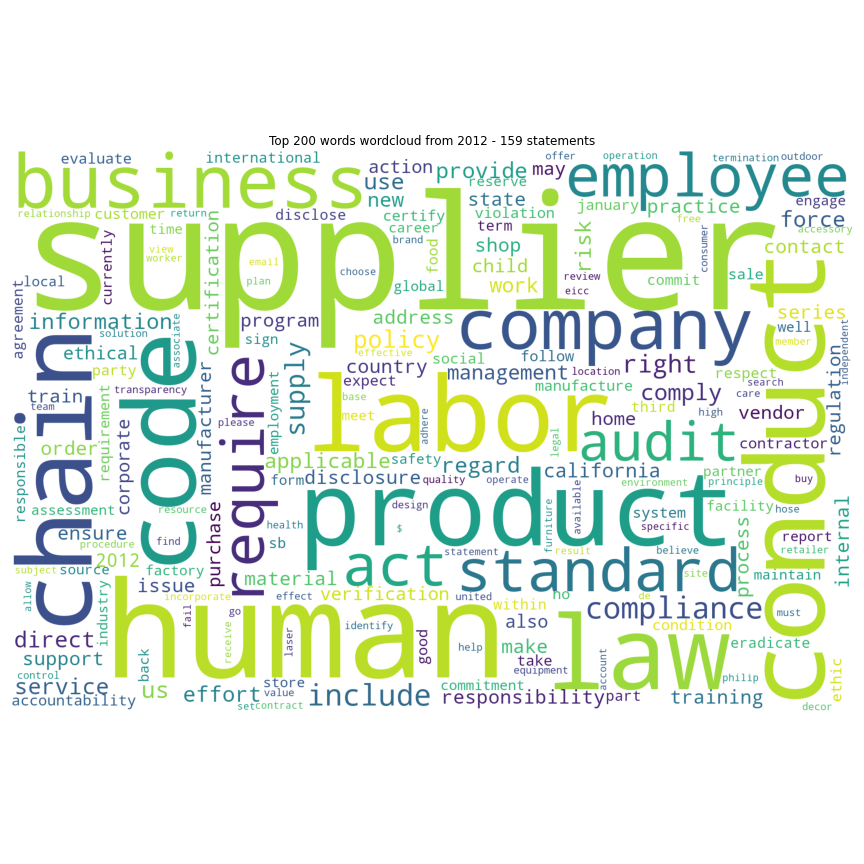 Top 200 words wordcloud from 2012 - 159 statements
evaluate
international
action
provide
may
offer
operation
termination
outdoor
business
use
reserve
employee
new
state
january
practice
engage
relationship
customer
return
disclose
certify
violation
force
career
term
free
accessory
time
brand
shop
risk
contact
currently
supplier
view
worker
email
choose
food
child
review
consumer
sale
local
certification
plan
global
work
eicc
commit
agreement
information
program
address
company
series
solution
sign
policy
follow
right
well
member
independent
ethical
associate
effective
social
management
location
respect
search
regulation
party
country
expect
manufacture
comply
care
conduct
train
transparency
employment
supply
base
meet
home
third
high
vendor
team
requirement
manufacturer
please
labor
adhere
audit
contractor
order
code
require
applicable
safety
regard
legal
california
partner
responsible
corporate
form
disclosure
quality
operate
environment
principle
buy
assessment
resource
product
design
available
system
facility
hose
chain
ensure
procedure
find
health
$
furniture
specific
process
report
internal
2012
purchase
sb
act
statement
result
believe
retailer
subject
source
factory
material
standard
site
maintain
allow
industry
issue
incorporate
effect
verification
united
within
no
de
compliance
must
human
fail
go
laser
identify
also
law
condition
direct
receive
good
make
eradicate
support
back
help
take
control
equipment
account
philip
ethic
service
us
effort
store
value
include
commitment
responsibility
part
training
accountability
set
contract
decor